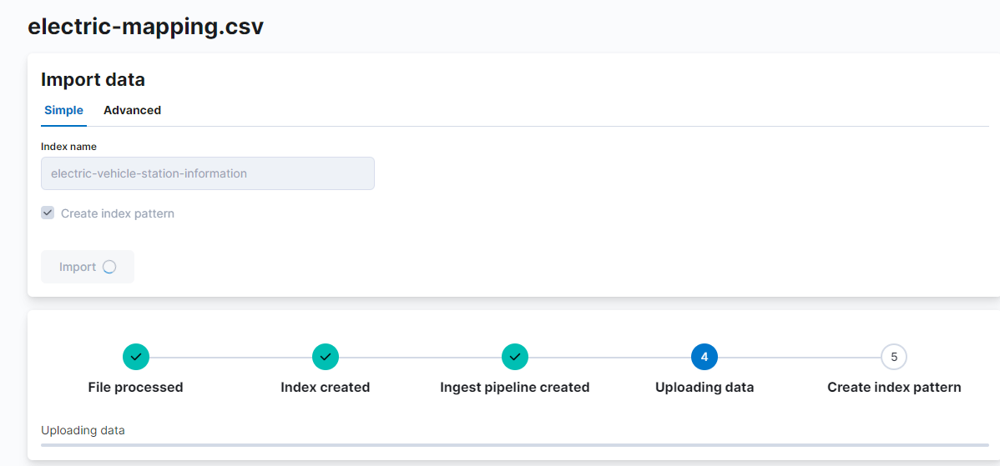 electric-mapping.csv
Import data
Simple Advanced
Index name
electric-vehicle-station-information
Create index pattern
Import
4 5
File processed Index created Ingest pipeline created Uploading data Create index pattern
Uploading data